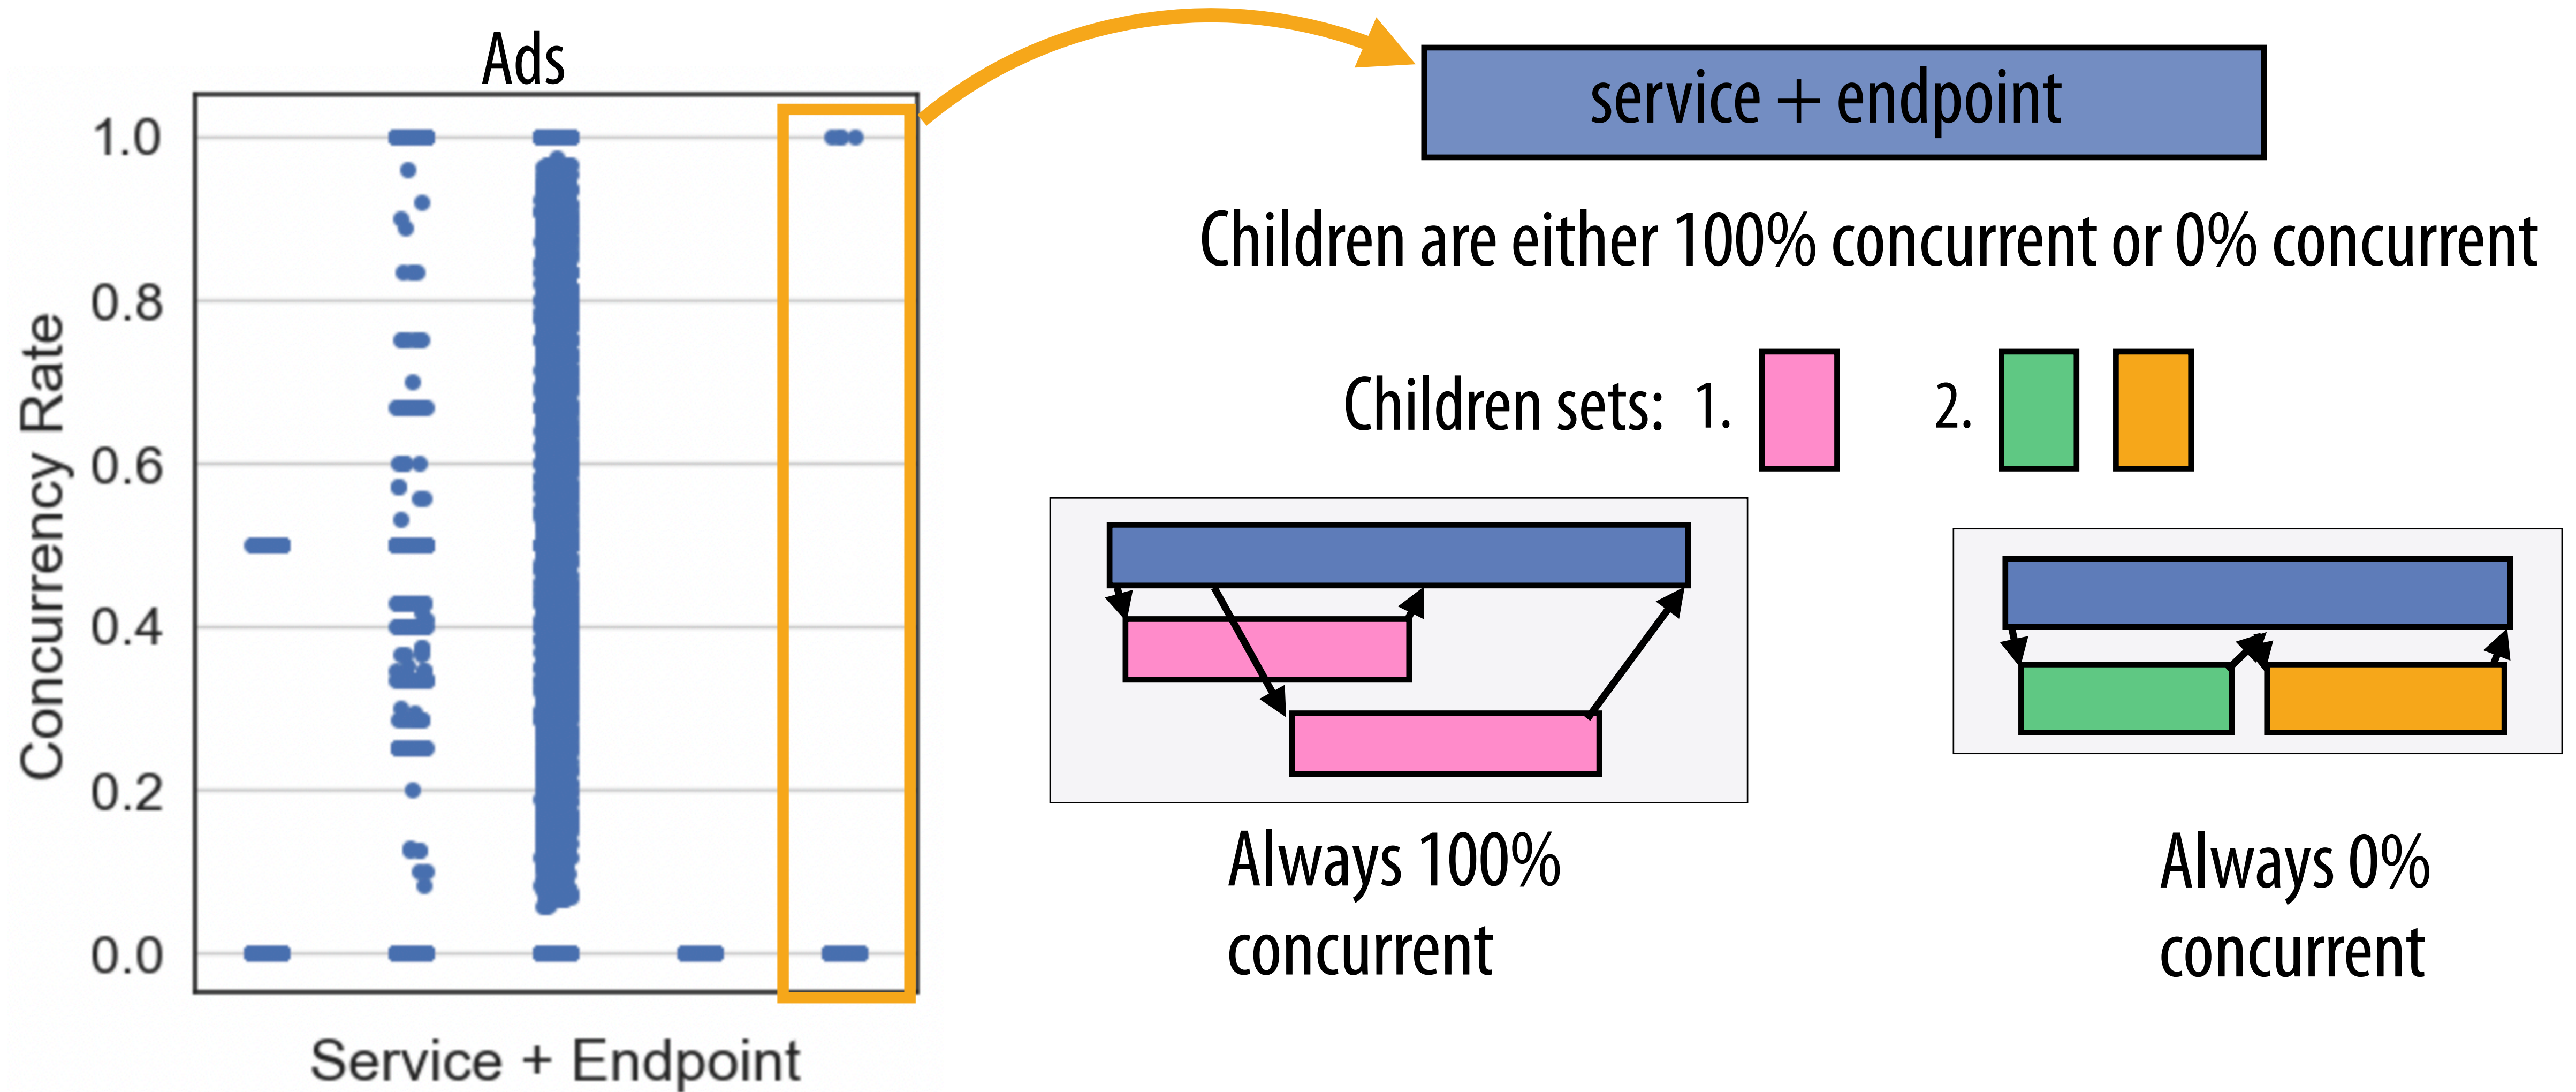 Ads
1.0
0.8
0.6
0.4
0.2
0.0
Concurrency Rate
Service + Endpoint
service + endpoint
Children are either 100% concurrent or 0% concurrent
Children sets: 1. 2.
Always 100%
concurrent
Always 0%
concurrent